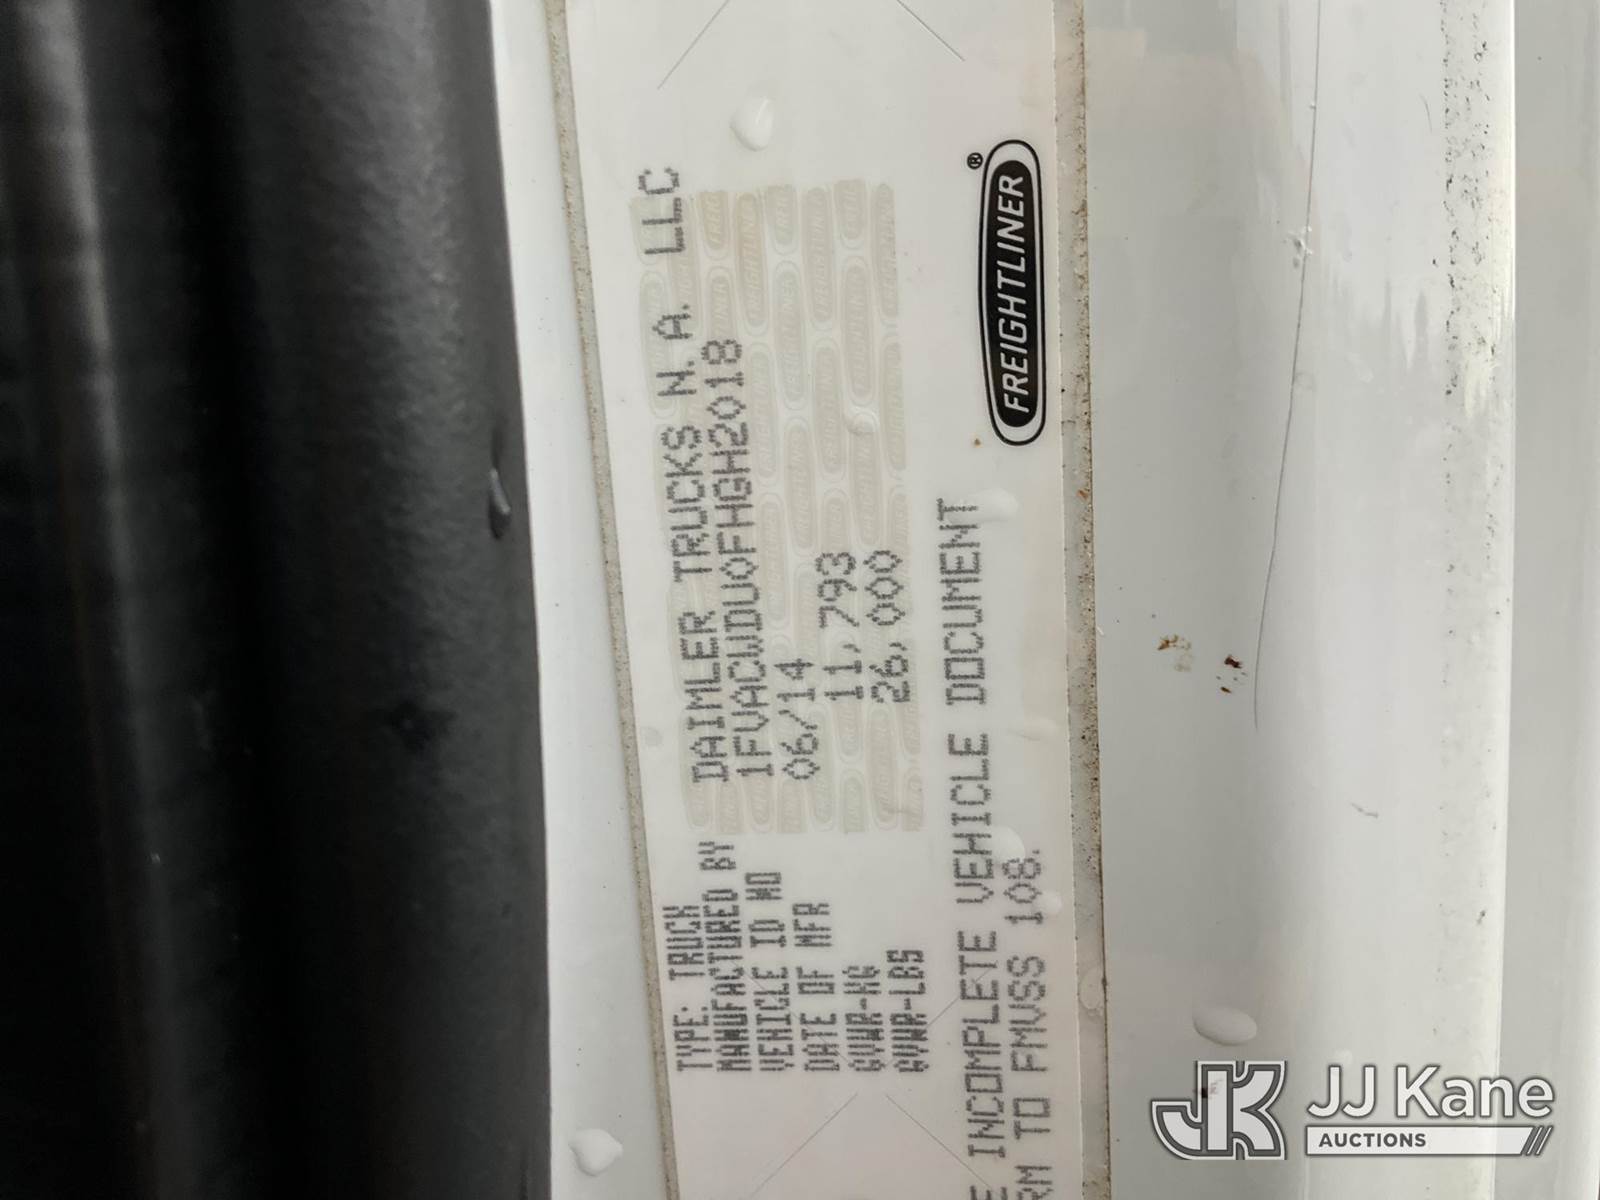 TYPE: TRUCK
MANUFACTURED BY DAIMLER TRUCKS N.A. LLC
VEHICLE ID NO 1FVACWDU0FHGH2018
DATE OF MFR 06/14
GVWR-KG 11,793
GVWR-LBS 26,000
INCOMPLETE VEHICLE DOCUMENT
TO FMVSS 108.
FREIGHTLINER®
JK JJ Kane
AUCTIONS